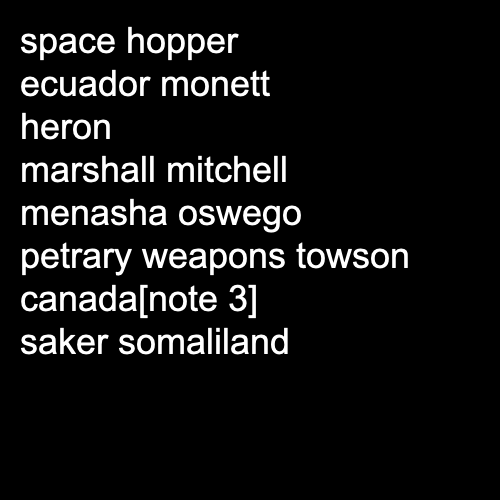 space hopper
ecuador monett
heron
marshall mitchell
menasha oswego
petrary weapons towson
canada[note 3]
saker somaliland